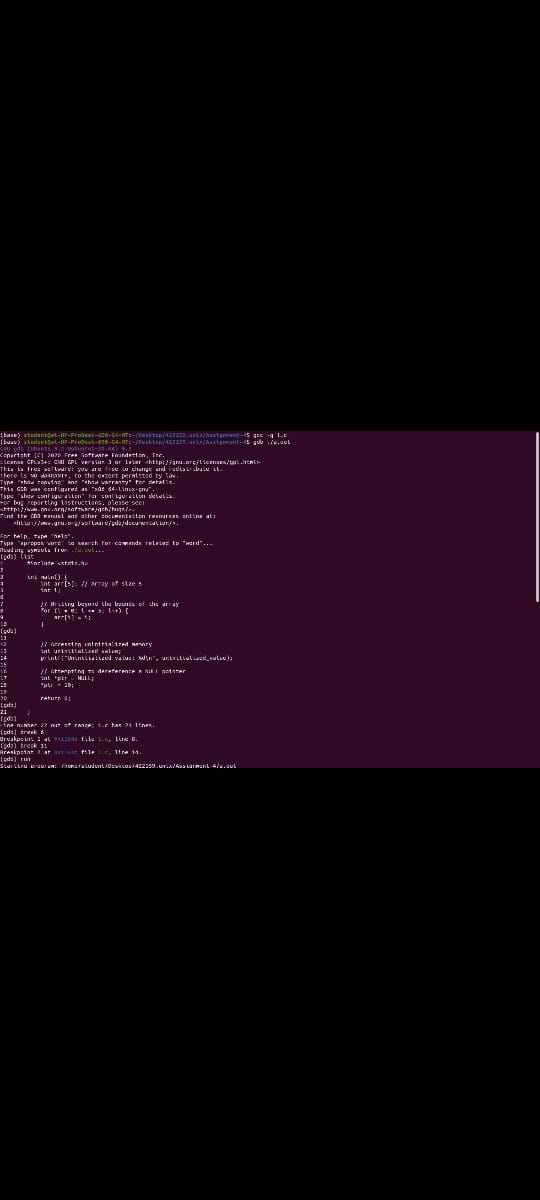 (base) student@at-HP-ProDesk-600-G4-MT:~/Desktop/422159.unix/Assignment-4$ gcc -g 1.c
(base) student@at-HP-ProDesk-600-G4-MT:~/Desktop/422159.unix/Assignment-4$ gdb ./a.out
GNU gdb (Ubuntu 9.2-0ubuntu1~20.04) 9.2
Copyright (C) 2020 Free Software Foundation, Inc.
License GPLv3+: GNU GPL version 3 or later <http://gnu.org/licenses/gpl.html>
This is free software: you are free to change and redistribute it.
There is NO WARRANTY, to the extent permitted by law.
Type "show copying" and "show warranty" for details.
This GDB was configured as "x86_64-linux-gnu".
Type "show configuration" for configuration details.
For bug reporting instructions, please see:
<http://www.gnu.org/software/gdb/bugs/>.
Find the GDB manual and other documentation resources online at:
    <http://www.gnu.org/software/gdb/documentation/>.
For help, type "help".
Type "apropos word" to search for commands related to "word"...
Reading symbols from ./a.out...
(gdb) list
1       #include <stdio.h>
2
3       int main() {
4           int arr[5]; // Array of size 5
5           int i;
6
7           // Writing beyond the bounds of the array
8           for (i = 0; i <= 5; i++) {
9               arr[i] = i;
10          }
(gdb)
11
12          // Accessing uninitialized memory
13          int uninitialized_value;
14          printf("Uninitialized value: %d\n", uninitialized_value);
15
16          // Attempting to dereference a NULL pointer
17          int *ptr = NULL;
18          *ptr = 10;
19
20          return 0;
(gdb)
21      }
(gdb)
Line number 22 out of range; 1.c has 21 lines.
(gdb) break 6
Breakpoint 1 at : file 1.c, line 8.
(gdb) break 11
Breakpoint 2 at : file 1.c, line 14.
(gdb) run
Starting program: /home/student/Desktop/422159.unix/Assignment-4/a.out